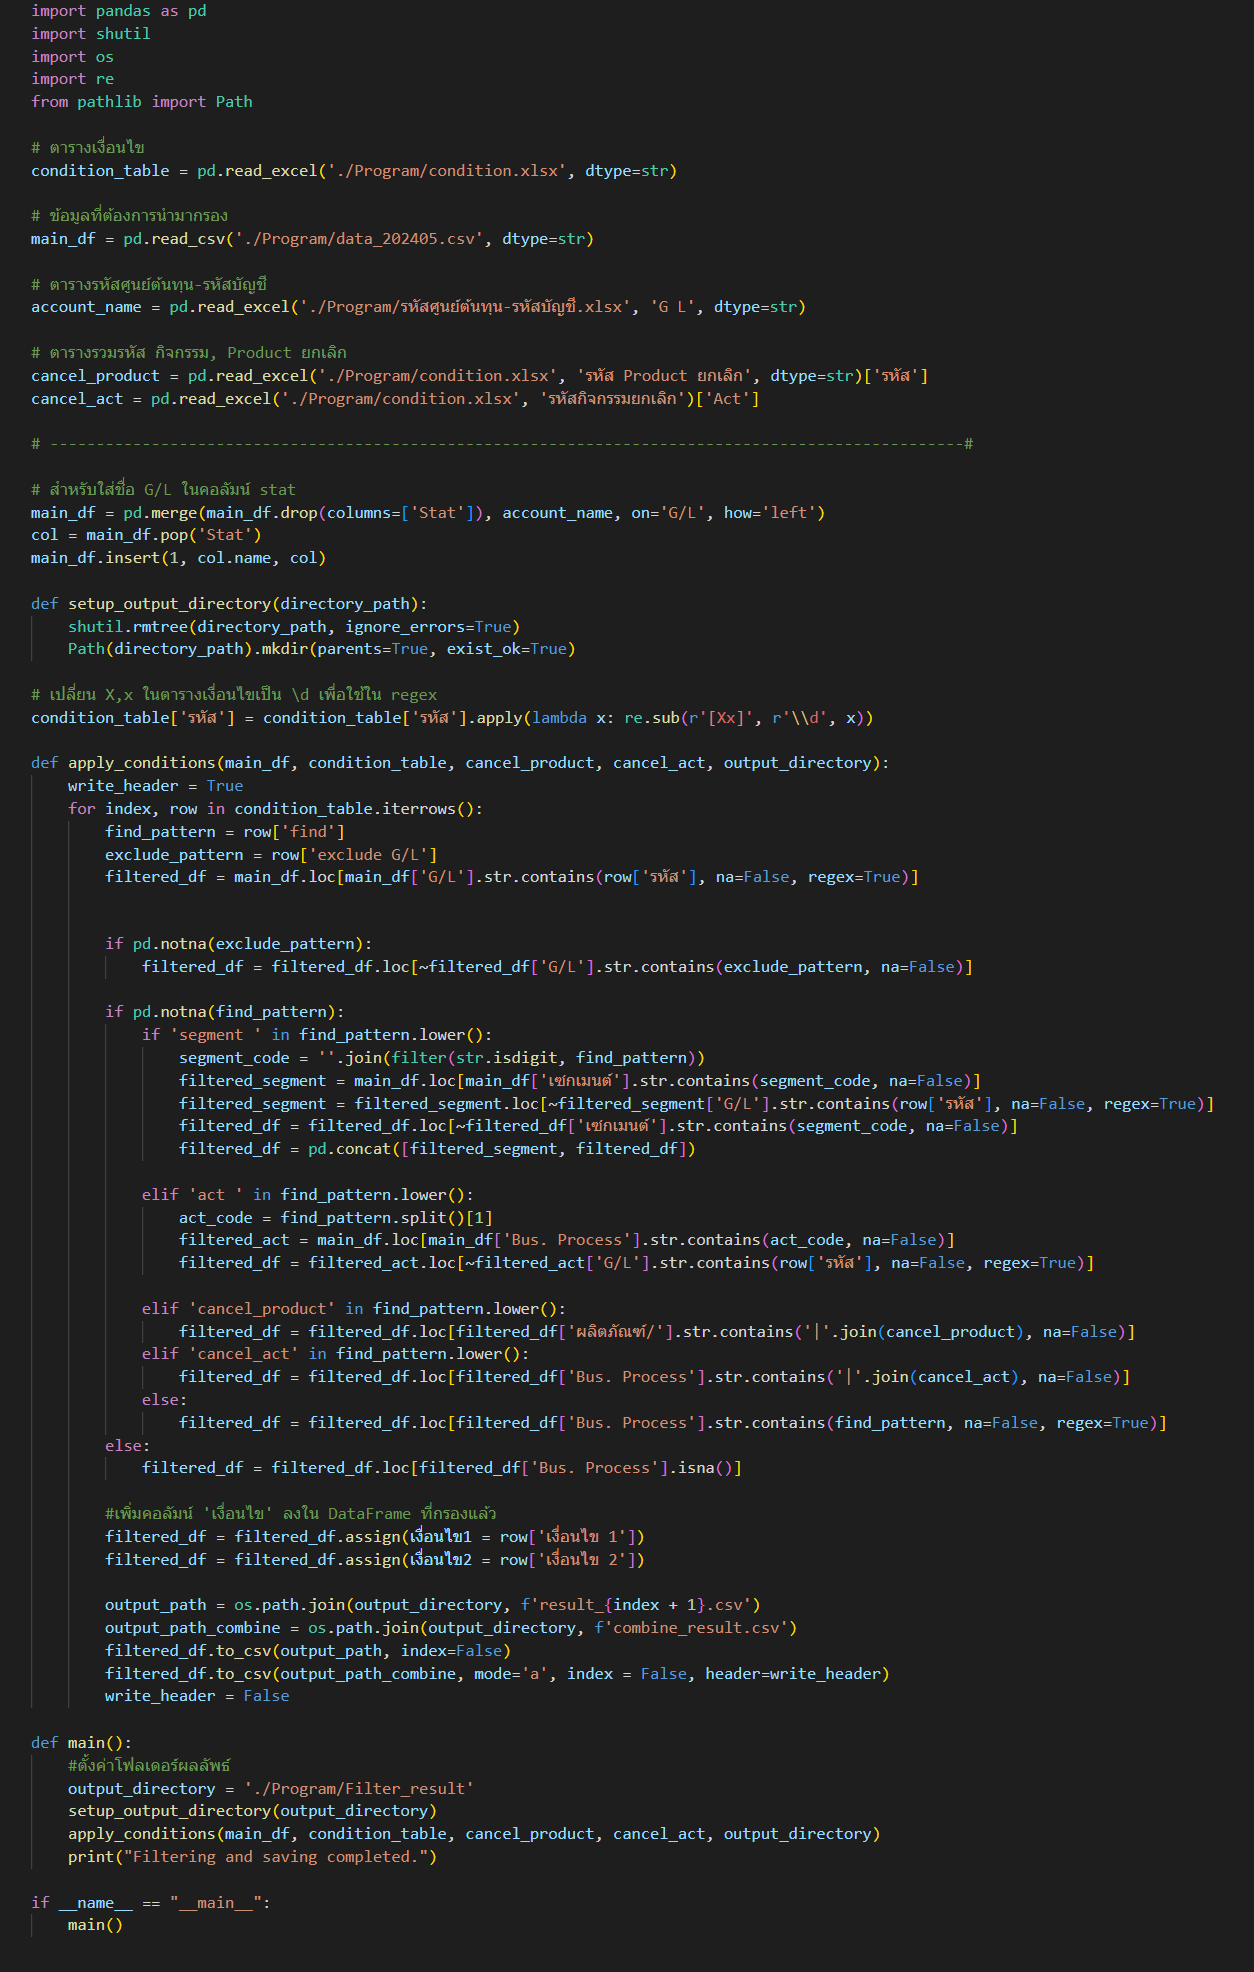 import pandas as pd
import shutil
import os
import re
from pathlib import Path
# ตารางเงื่อนไข
condition_table = pd.read_excel('./Program/condition.xlsx', dtype=str)
# ข้อมูลที่ต้องการนำมากรอง
main_df = pd.read_csv('./Program/data_202405.csv', dtype=str)
# ตารางรหัสศูนย์ต้นทุน-รหัสบัญชี
account_name = pd.read_excel('./Program/รหัสศูนย์ต้นทุน-รหัสบัญชี.xlsx', 'G L', dtype=str)
# ตารางรวมรหัส กิจกรรม, Product ยกเลิก
cancel_product = pd.read_excel('./Program/condition.xlsx', 'รหัส Product ยกเลิก', dtype=str)['รหัส']
cancel_act = pd.read_excel('./Program/condition.xlsx', 'รหัสกิจกรรมยกเลิก')['Act']
# ---------------------------------------------------------------------------------------------------#
# สำหรับใส่ชื่อ G/L ในคอลัมน์ stat
main_df = pd.merge(main_df.drop(columns=['Stat']), account_name, on='G/L', how='left')
col = main_df.pop('Stat')
main_df.insert(1, col.name, col)
def setup_output_directory(directory_path):
    shutil.rmtree(directory_path, ignore_errors=True)
    Path(directory_path).mkdir(parents=True, exist_ok=True)
# เปลี่ยน X,x ในตารางเงื่อนไขเป็น \d เพื่อใช้ใน regex
condition_table['รหัส'] = condition_table['รหัส'].apply(lambda x: re.sub(r'[Xx]', r'\\d', x))
def apply_conditions(main_df, condition_table, cancel_product, cancel_act, output_directory):
    write_header = True
    for index, row in condition_table.iterrows():
        find_pattern = row['find']
        exclude_pattern = row['exclude G/L']
        filtered_df = main_df.loc[main_df['G/L'].str.contains(row['รหัส'], na=False, regex=True)]
        if pd.notna(exclude_pattern):
            filtered_df = filtered_df.loc[~filtered_df['G/L'].str.contains(exclude_pattern, na=False)]
        if pd.notna(find_pattern):
            if 'segment ' in find_pattern.lower():
                segment_code = ''.join(filter(str.isdigit, find_pattern))
                filtered_segment = main_df.loc[main_df['เซกเมนต์'].str.contains(segment_code, na=False)]
                filtered_segment = filtered_segment.loc[~filtered_segment['G/L'].str.contains(row['รหัส'], na=False, regex=True)]
                filtered_df = filtered_df.loc[~filtered_df['เซกเมนต์'].str.contains(segment_code, na=False)]
                filtered_df = pd.concat([filtered_segment, filtered_df])
            elif 'act ' in find_pattern.lower():
                act_code = find_pattern.split()[1]
                filtered_act = main_df.loc[main_df['Bus. Process'].str.contains(act_code, na=False)]
                filtered_df = filtered_act.loc[~filtered_act['G/L'].str.contains(row['รหัส'], na=False, regex=True)]
            elif 'cancel_product' in find_pattern.lower():
                filtered_df = filtered_df.loc[filtered_df['ผลิตภัณฑ์/'].str.contains('|'.join(cancel_product), na=False)]
            elif 'cancel_act' in find_pattern.lower():
                filtered_df = filtered_df.loc[filtered_df['Bus. Process'].str.contains('|'.join(cancel_act), na=False)]
            else:
                filtered_df = filtered_df.loc[filtered_df['Bus. Process'].str.contains(find_pattern, na=False, regex=True)]
        else:
            filtered_df = filtered_df.loc[filtered_df['Bus. Process'].isna()]
        #เพิ่มคอลัมน์ 'เงื่อนไข' ลงใน DataFrame ที่กรองแล้ว
        filtered_df = filtered_df.assign(เงื่อนไข1 = row['เงื่อนไข 1'])
        filtered_df = filtered_df.assign(เงื่อนไข2 = row['เงื่อนไข 2'])
        output_path = os.path.join(output_directory, f'result_{index + 1}.csv')
        output_path_combine = os.path.join(output_directory, f'combine_result.csv')
        filtered_df.to_csv(output_path, index=False)
        filtered_df.to_csv(output_path_combine, mode='a', index = False, header=write_header)
        write_header = False
def main():
    #ตั้งค่าโฟลเดอร์ผลลัพธ์
    output_directory = './Program/Filter_result'
    setup_output_directory(output_directory)
    apply_conditions(main_df, condition_table, cancel_product, cancel_act, output_directory)
    print("Filtering and saving completed.")
if __name__ == "__main__":
    main()